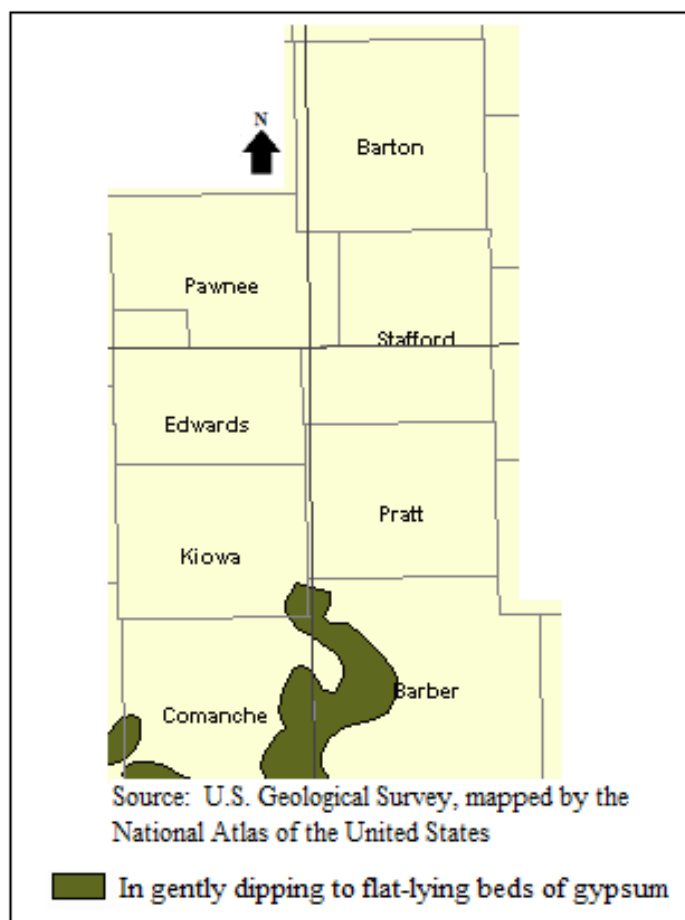 N
Barton
Pawnee
Stafford
Edwards
Pratt
Kiowa
Barber
Comanche
Source: U.S. Geological Survey, mapped by the
National Atlas of the United States
In gently dipping to flat-lying beds of gypsum